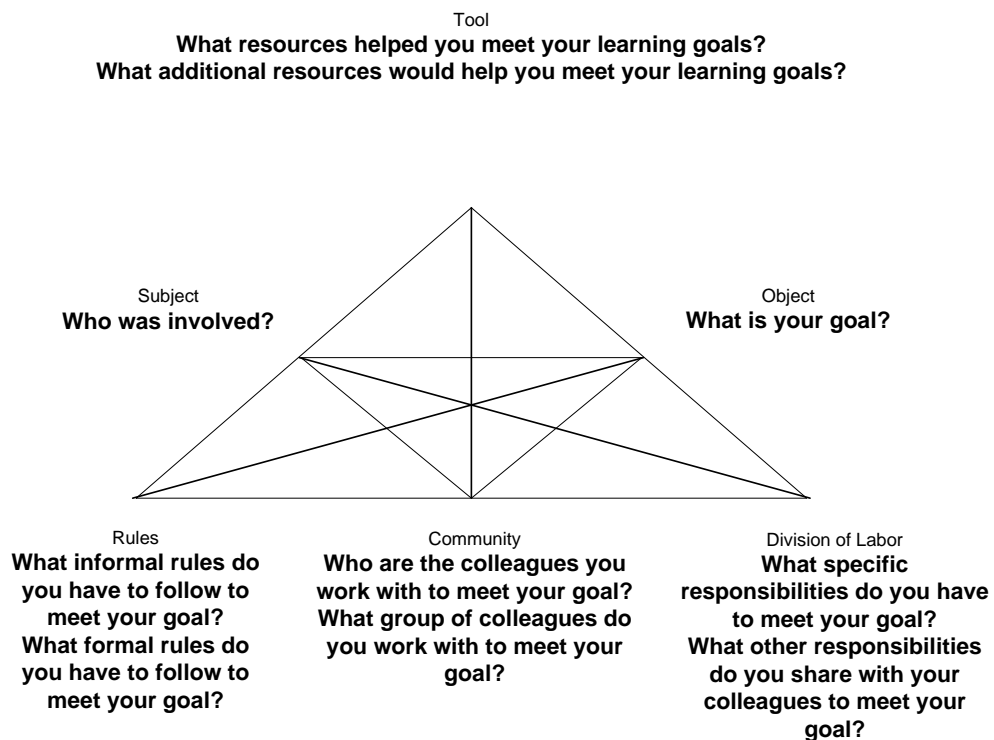 Tool
What resources helped you meet your learning goals?
What additional resources would help you meet your learning goals?
Subject
Who was involved?
Object
What is your goal?
Rules
What informal rules do
you have to follow to
meet your goal?
What formal rules do
you have to follow to
meet your goal?
Community
Who are the colleagues you
work with to meet your goal?
What group of colleagues do
you work with to meet your
goal?
Division of Labor
What specific
responsibilities do you have
to meet your goal?
What other responsibilities
do you share with your
colleagues to meet your
goal?